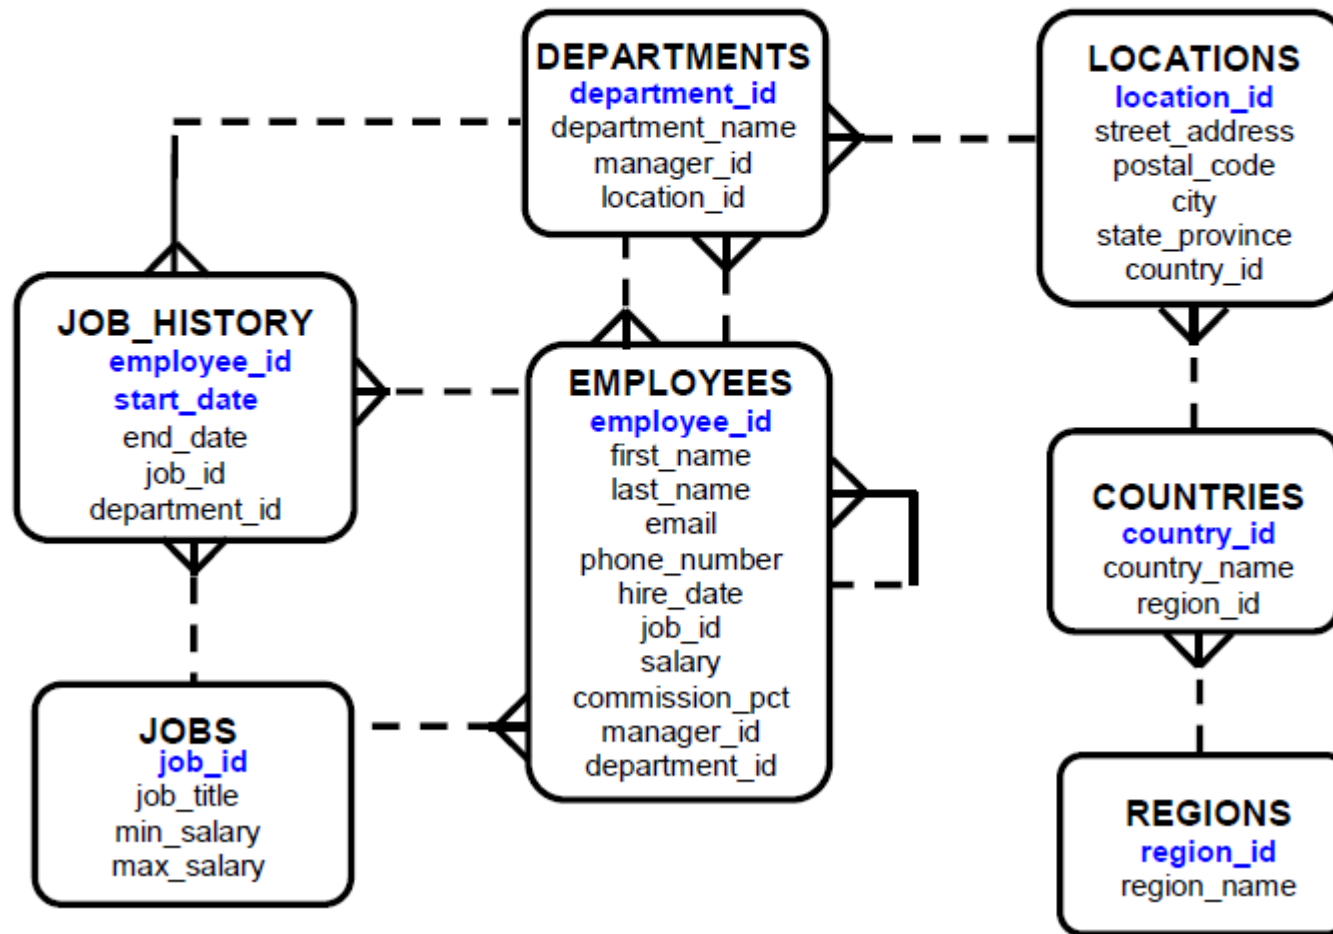 DEPARTMENTS
department_id
department_name
manager_id
location_id
LOCATIONS
location_id
street_address
postal_code
city
state_province
country_id
JOB_HISTORY
employee_id
start_date
end_date
job_id
department_id
EMPLOYEES
employee_id
first_name
last_name
email
phone_number
hire_date
job_id
salary
commission_pct
manager_id
department_id
COUNTRIES
country_id
country_name
region_id
JOBS
job_id
job_title
min_salary
max_salary
REGIONS
region_id
region_name